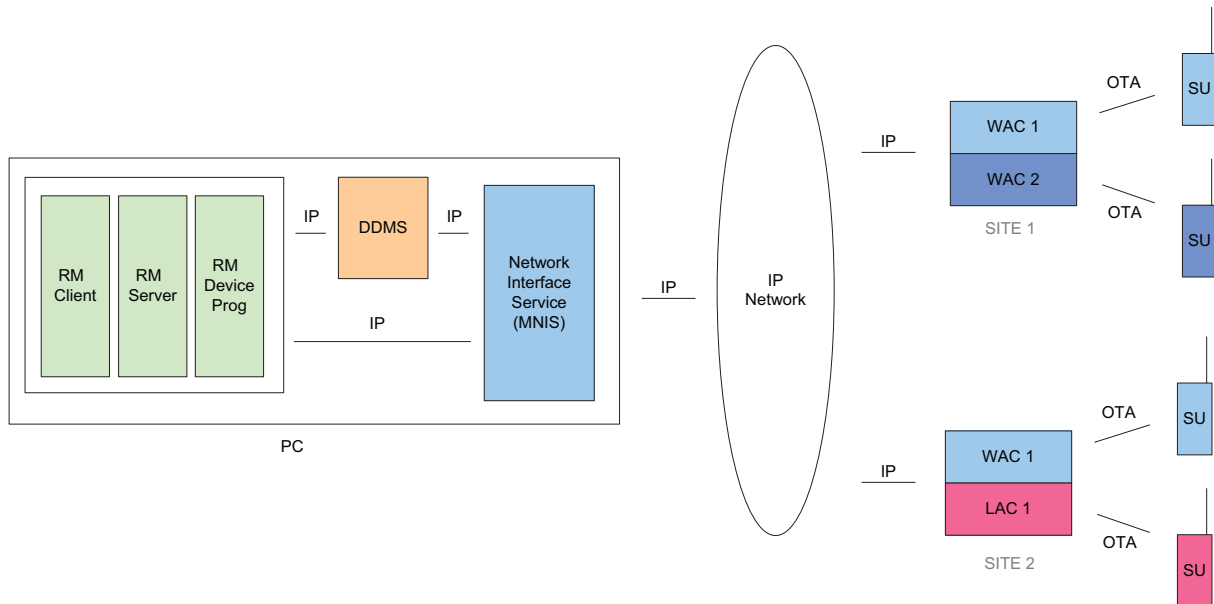 RM
Client
RM
Server
RM
Device
Prog
IP
DDMS
IP
IP
Network
Interface
Service
(MNIS)
PC
IP
IP
Network
IP
WAC 1
WAC 2
SITE 1
OTA
SU
OTA
SU
IP
WAC 1
LAC 1
SITE 2
OTA
SU
OTA
SU